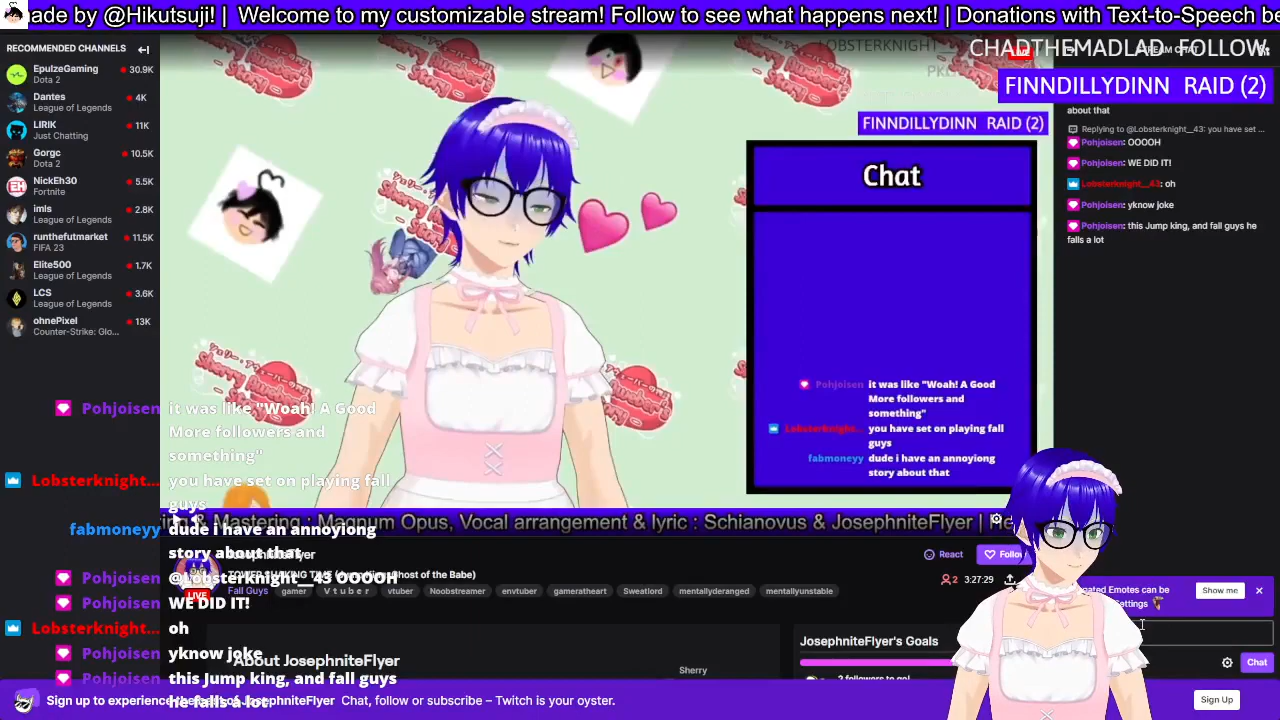 ade by @Hikutsuji! | Welcome to my customizable stream! Follow to see what happens next! | Donations with Text-to-Speech be
RECOMMENDED CHANNELS
EpulzeGaming 30.9K
Dota 2
Dantes 4K
League of Legends
LIRIK 11K
Just Chatting
Gorgc 10.5K
Dota 2
NickEh30 5.5K
Fortnite
imls 2.8K
League of Legends
runthefutmarket 11.5K
FIFA 23
Elite500 1.7K
League of Legends
LCS 3.6K
League of Legends
ohnePixel 13K
Counter-Strike: Glo...
LOBSTERKNIGHT
CHADTHEMADLAD FOLLOW
FINNDILLYDINN RAID (2)
FINNDILLYDINN RAID (2)
Chat
Pohjoisen it was like "Woah! A Good
More followers and
something"
Lobsterknight... you have set on playing fall
guys
fabmoneyy dude i have an annoyiong
story about that
about that
Replying to @Lobsterknight__43: you have set ...
Pohjoisen: OOOOH
Pohjoisen: WE DID IT!
Lobsterknight__43: oh
Pohjoisen: yknow joke
Pohjoisen: this Jump king, and fall guys he
falls a lot
Pohjoisen it was like "Woah! A Good
More followers and
something"
Lobsterknight... you have set on playing fall
guys
fabmoneyy dude i have an annoyiong
story about that
Pohjoisen @Lobsterknight__43 OOOOH
Pohjoisen WE DID IT!
Lobsterknight... oh
Pohjoisen yknow joke
Pohjoisen this Jump king, and fall guys
he falls a lot
ing & Mastering : Magnum Opus, Vocal arrangement & lyric : Schianovus & JosephniteFlyer |
LIVE
Fall Guys gamer Vtuber vtuber Noobstreamer envtuber gameratheart Sweatlord mentallyderanged mentallyunstable
React
Follow
2 3:27:29
Show me
About JosephniteFlyer
Sherry
JosephniteFlyer's Goals
Chat
Sign up to experience the best of JosephniteFlyer Chat, follow or subscribe – Twitch is your oyster.
Sign Up